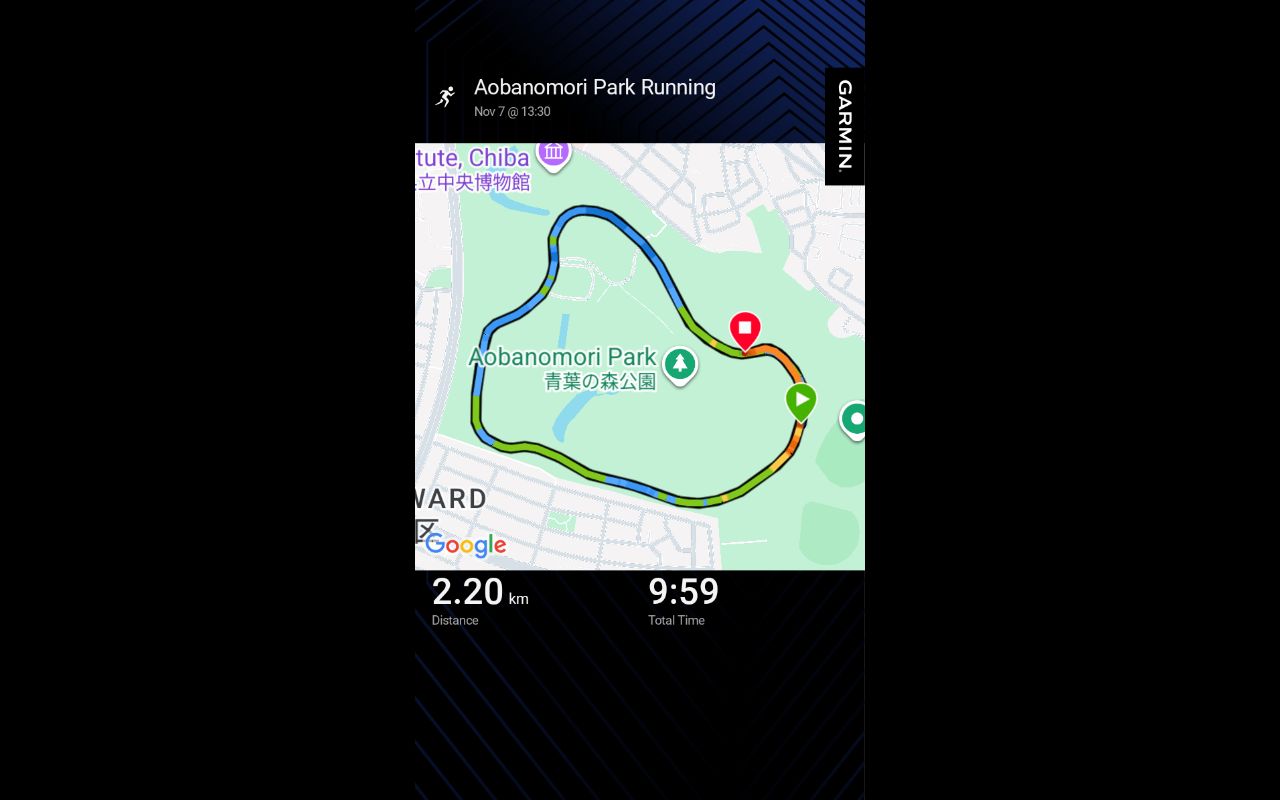 Aobanomori Park Running
Nov 7 @ 13:30
GARMIN
tute, Chiba
立中央博物館
Aobanomori Park
青葉の森公園
WARD
区
Google
2.20 km
9:59
Distance
Total Time